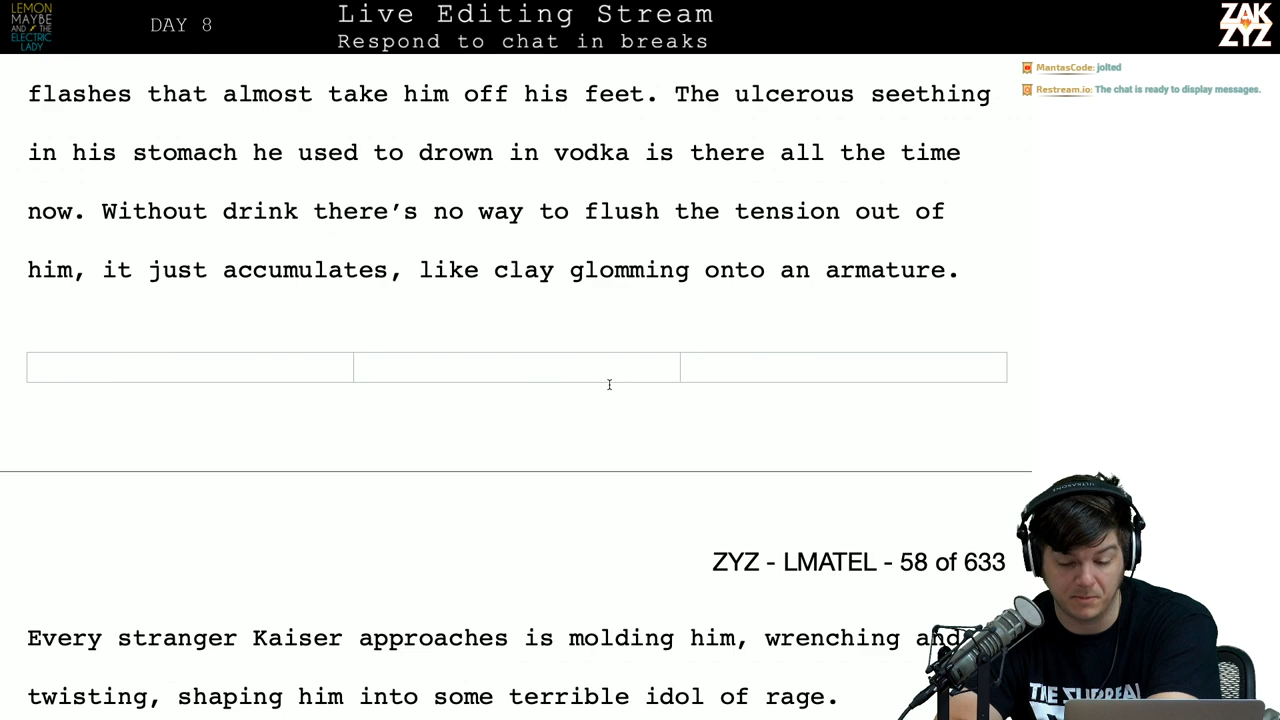 LEMON
MAYBE
AND THE
ELECTRIC
LADY
DAY 8
Live Editing Stream
Respond to chat in breaks
ZAK
ZYZ
MantasCode: jolted
Restream.io: The chat is ready to display messages.
flashes that almost take him off his feet. The ulcerous seething
in his stomach he used to drown in vodka is there all the time
now. Without drink there’s no way to flush the tension out of
him, it just accumulates, like clay glomming onto an armature.
ZYZ - LMATEL - 58 of 633
Every stranger Kaiser approaches is molding him, wrenching and
twisting, shaping him into some terrible idol of rage.
ULTRASONE
THE SURREAL